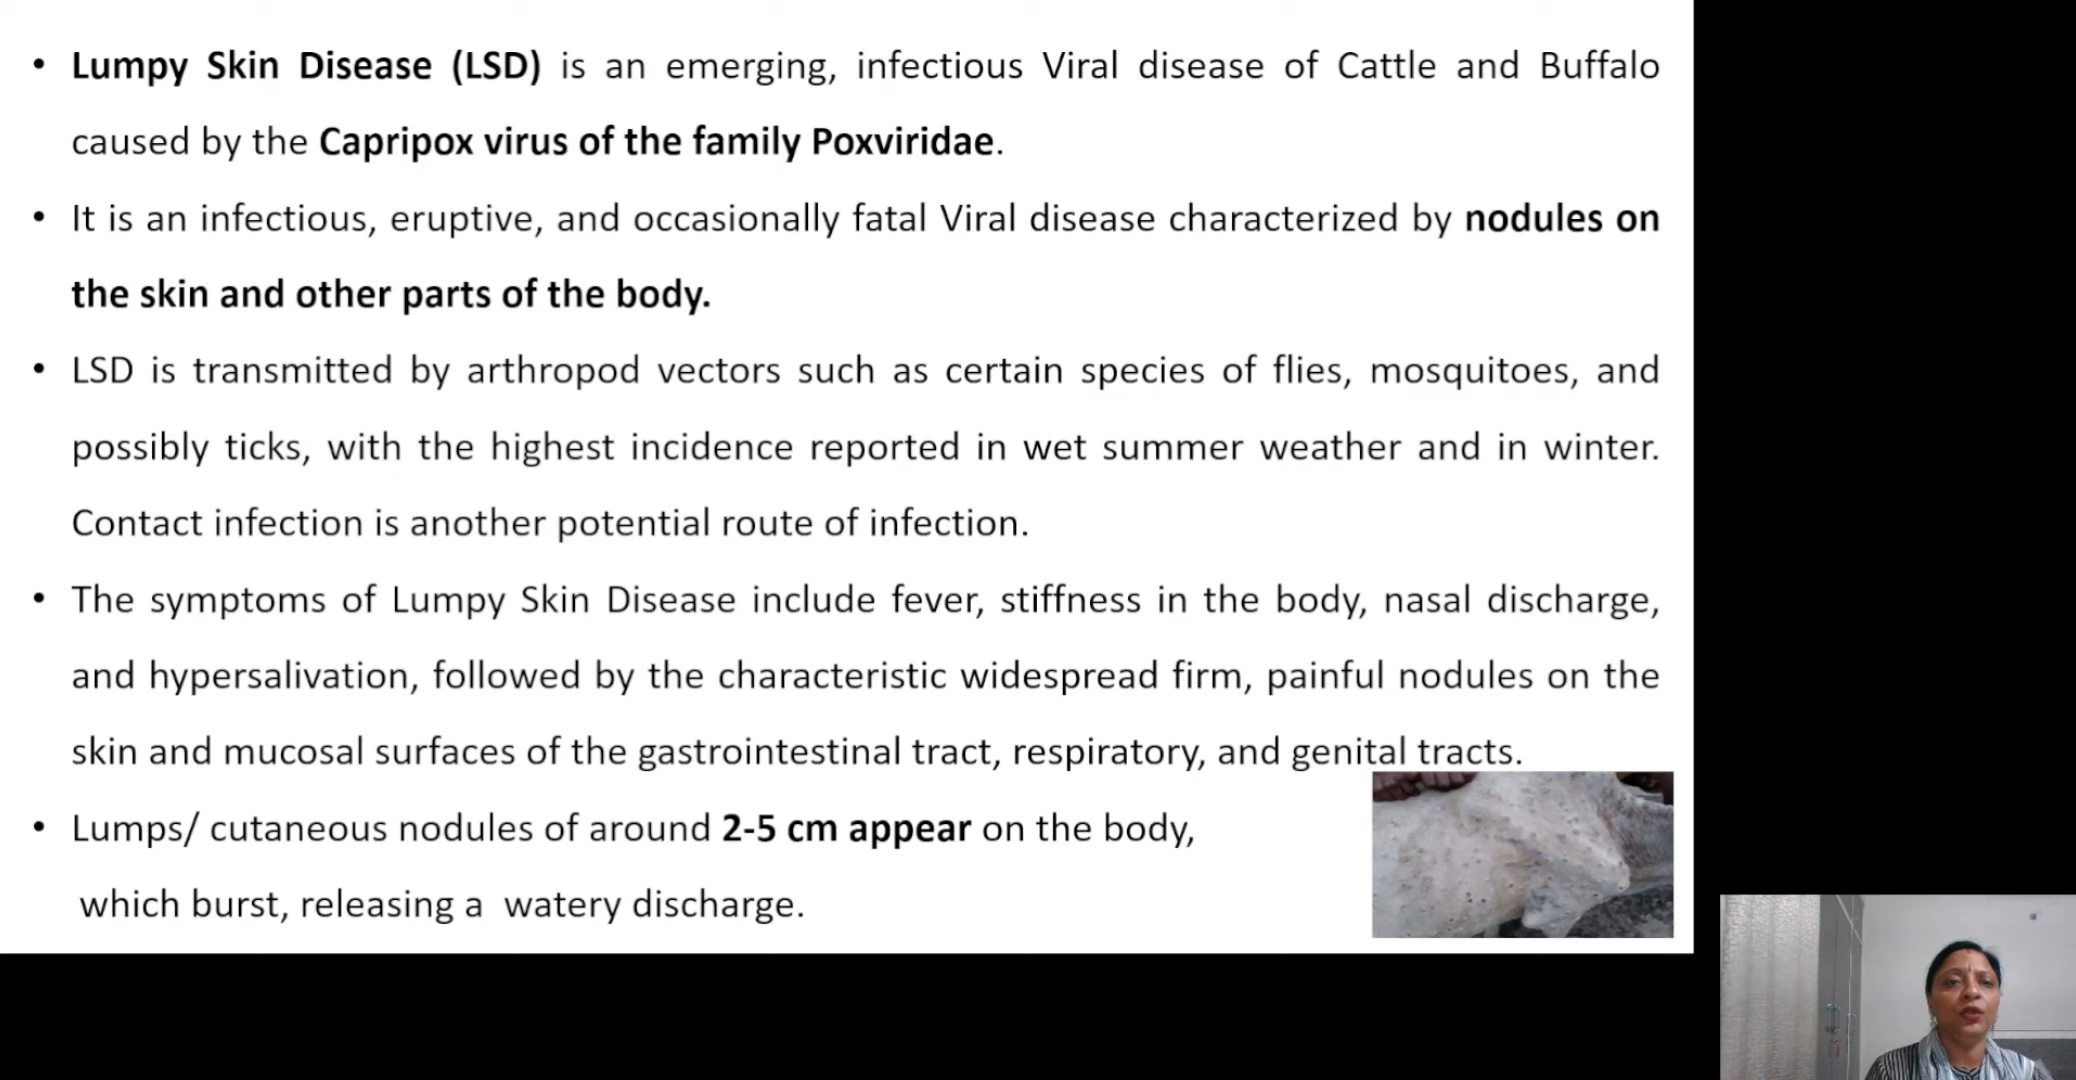 • Lumpy Skin Disease (LSD) is an emerging, infectious Viral disease of Cattle and Buffalo
caused by the Capripox virus of the family Poxviridae.
• It is an infectious, eruptive, and occasionally fatal Viral disease characterized by nodules on
the skin and other parts of the body.
• LSD is transmitted by arthropod vectors such as certain species of flies, mosquitoes, and
possibly ticks, with the highest incidence reported in wet summer weather and in winter.
Contact infection is another potential route of infection.
• The symptoms of Lumpy Skin Disease include fever, stiffness in the body, nasal discharge,
and hypersalivation, followed by the characteristic widespread firm, painful nodules on the
skin and mucosal surfaces of the gastrointestinal tract, respiratory, and genital tracts.
• Lumps/ cutaneous nodules of around 2-5 cm appear on the body,
which burst, releasing a watery discharge.